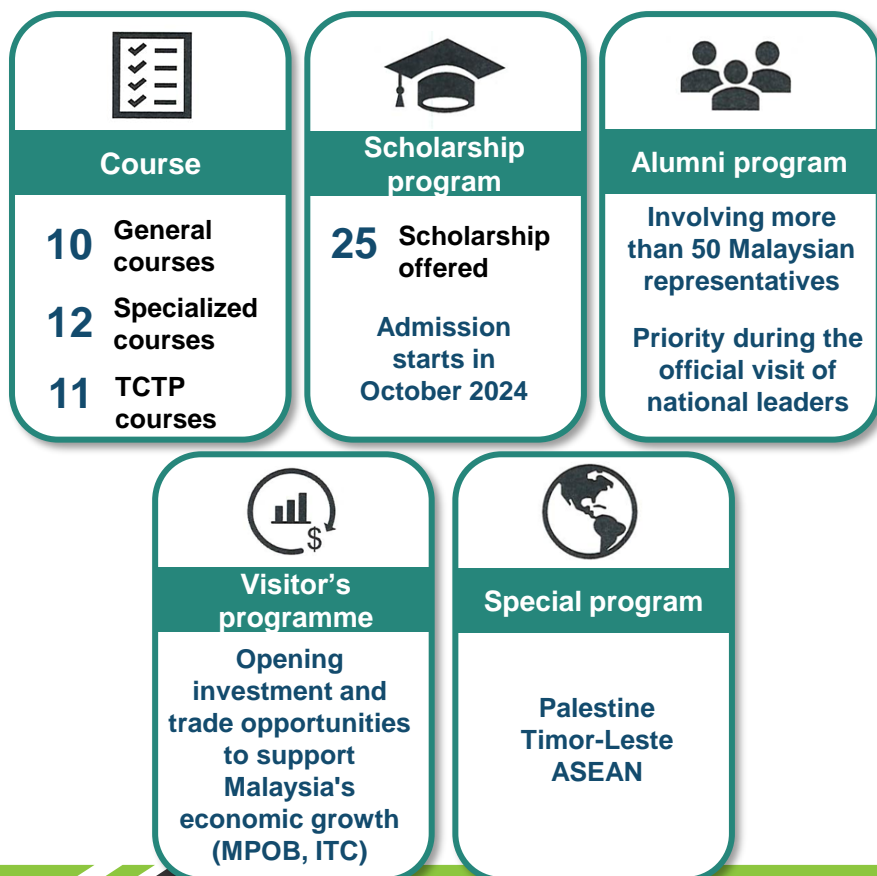 Course
10 General
courses
12 Specialized
courses
11 TCTP
courses
Scholarship
program
25 Scholarship
offered
Admission
starts in
October 2024
Alumni program
Involving more
than 50 Malaysian
representatives
Priority during the
official visit of
national leaders
$
Visitor’s
programme
Opening
investment and
trade opportunities
to support
Malaysia's
economic growth
(MPOB, ITC)
Special program
Palestine
Timor-Leste
ASEAN